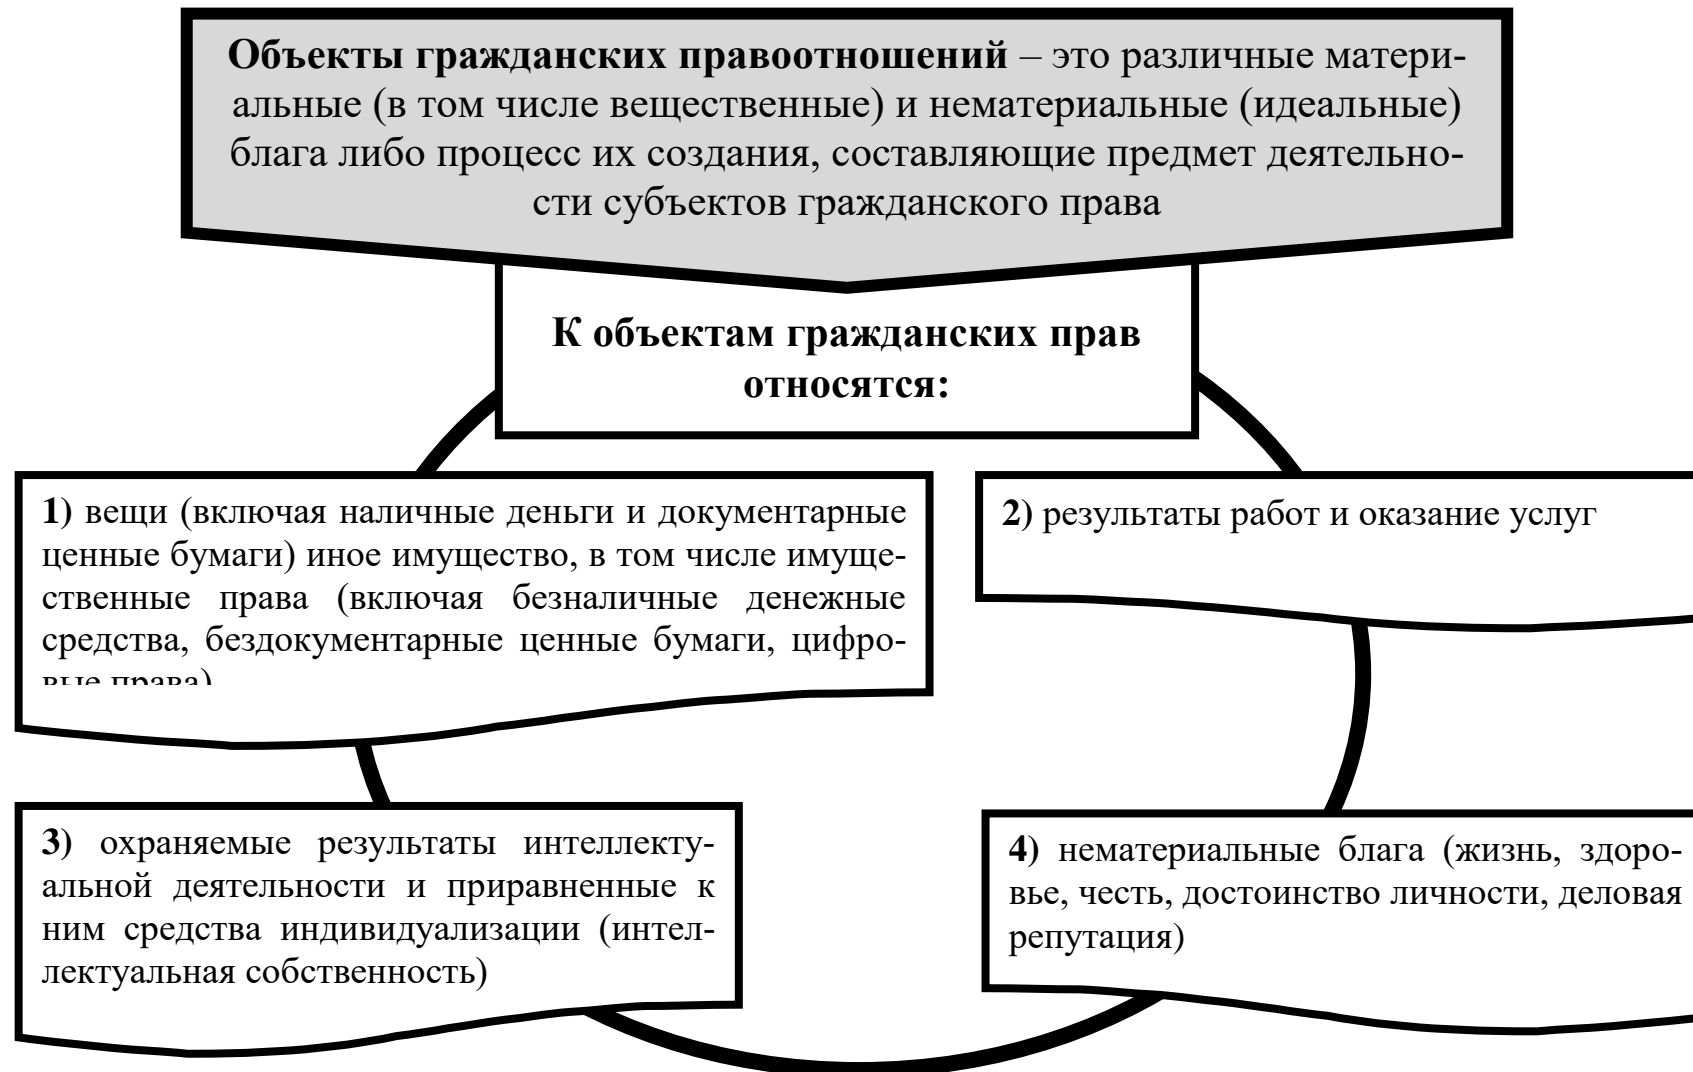 Объекты гражданских правоотношений – это различные матери-
альные (в том числе вещественные) и нематериальные (идеальные)
блага либо процесс их создания, составляющие предмет деятельно-
сти субъектов гражданского права
К объектам гражданских прав
относятся:
1) вещи (включая наличные деньги и документарные
ценные бумаги) иное имущество, в том числе имуще-
ственные права (включая безналичные денежные
средства, бездокументарные ценные бумаги, цифро-
вые права)
2) результаты работ и оказание услуг
3) охраняемые результаты интеллекту-
альной деятельности и приравненные к
ним средства индивидуализации (интел-
лектуальная собственность)
4) нематериальные блага (жизнь, здоро-
вье, честь, достоинство личности, деловая
репутация)